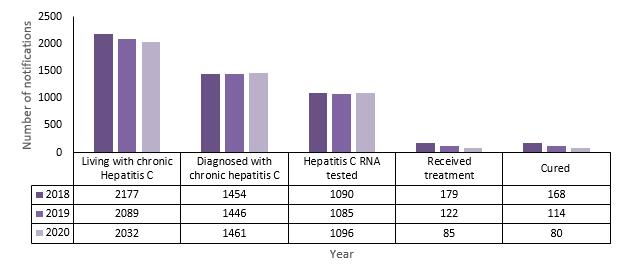 2500
2000
1500
1000
500
0
Number of notifications
Living with chronic Hepatitis C
Diagnosed with chronic hepatitis C
Hepatitis C RNA tested
Received treatment
Cured
2018 2177 1454 1090 179 168
2019 2089 1446 1085 122 114
2020 2032 1461 1096 85 80
Year